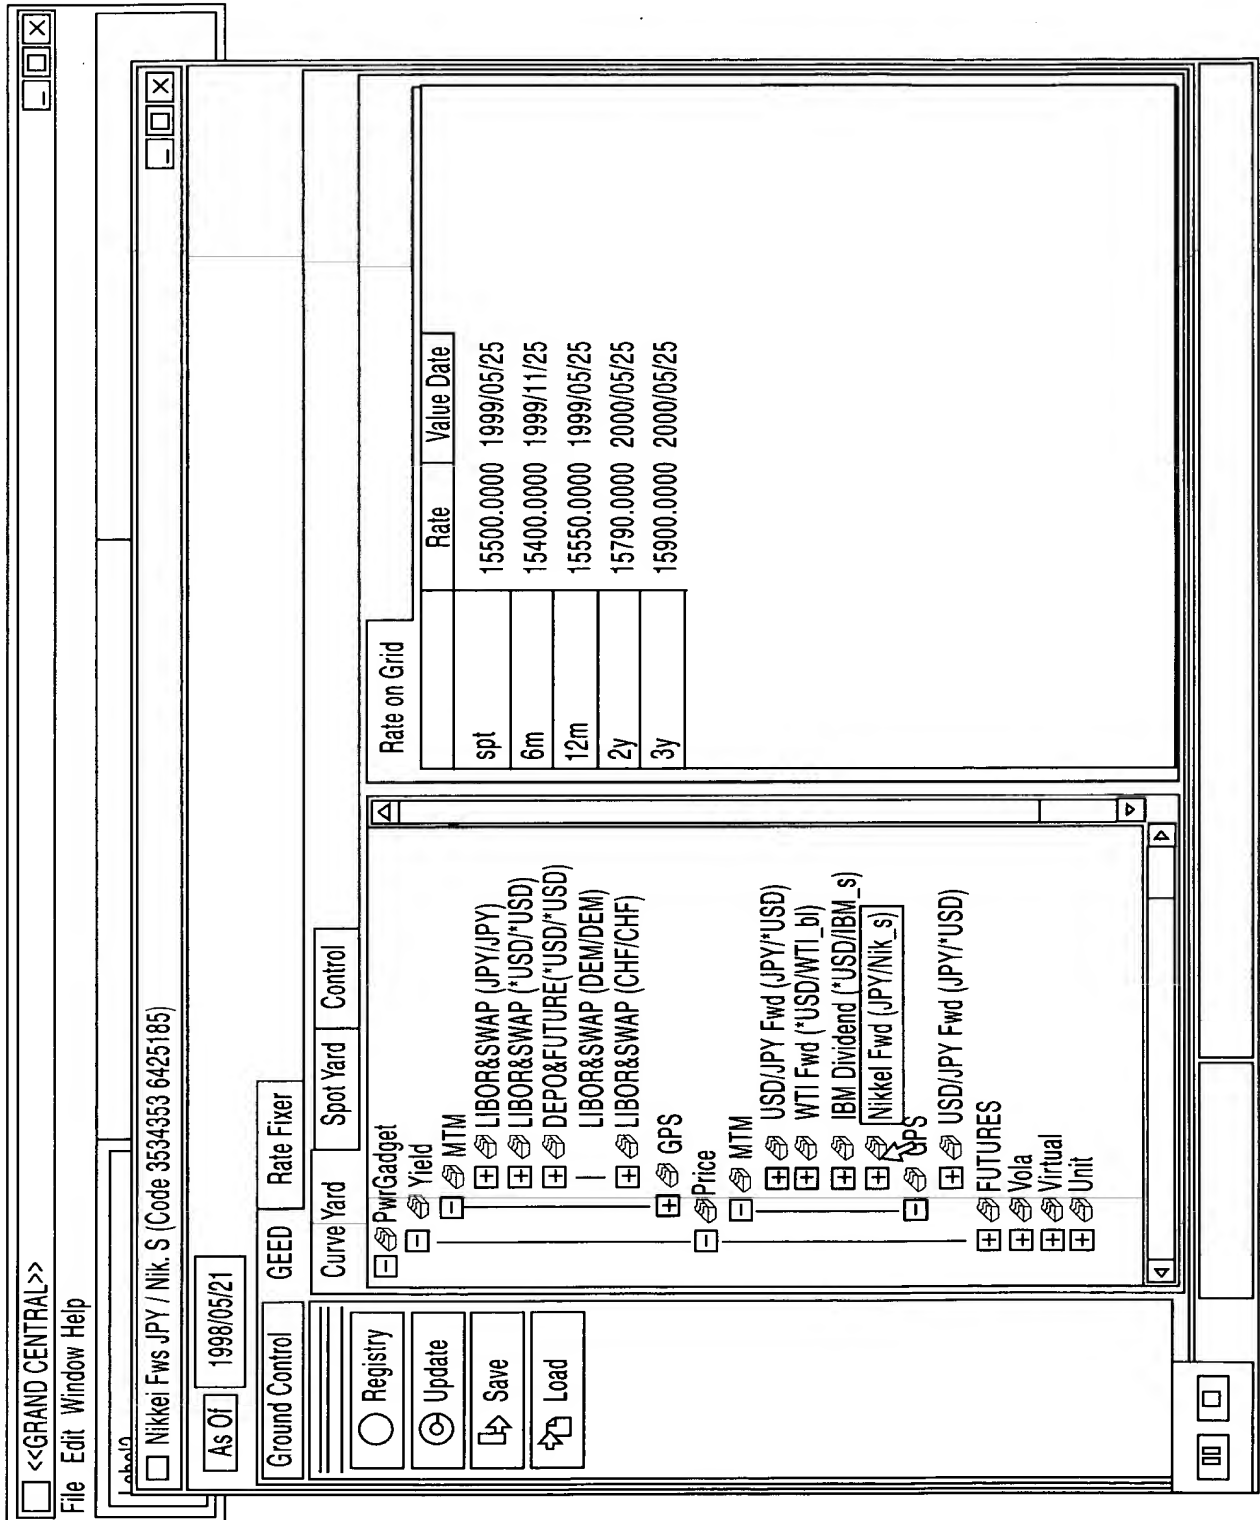 <<GRAND CENTRAL>>
File Edit Window Help
Nikkei Fws JPY / Nik. S (Code 3534353 6425185)
As Of 1998/05/21
Ground Control GEED Rate Fixer
Registry
Update
Save
Load
Curve Yard Spot Yard Control
PwrGadget
Yield
MTM
LIBOR&SWAP (JPY/JPY)
LIBOR&SWAP (*USD/*USD)
DEPO&FUTURE(*USD/*USD)
LIBOR&SWAP (DEM/DEM)
LIBOR&SWAP (CHF/CHF)
GPS
Price
MTM
USD/JPY Fwd (JPY/*USD)
WTI Fwd (*USD/WTI_bl)
IBM Dividend (*USD/IBM_s)
Nikkel Fwd (JPY/Nik_s)
GPS
USD/JPY Fwd (JPY/*USD)
FUTURES
Vola
Virtual
Unit
Rate on Grid
Rate Value Date
spt 15500.0000 1999/05/25
6m 15400.0000 1999/11/25
12m 15550.0000 1999/05/25
2y 15790.0000 2000/05/25
3y 15900.0000 2000/05/25